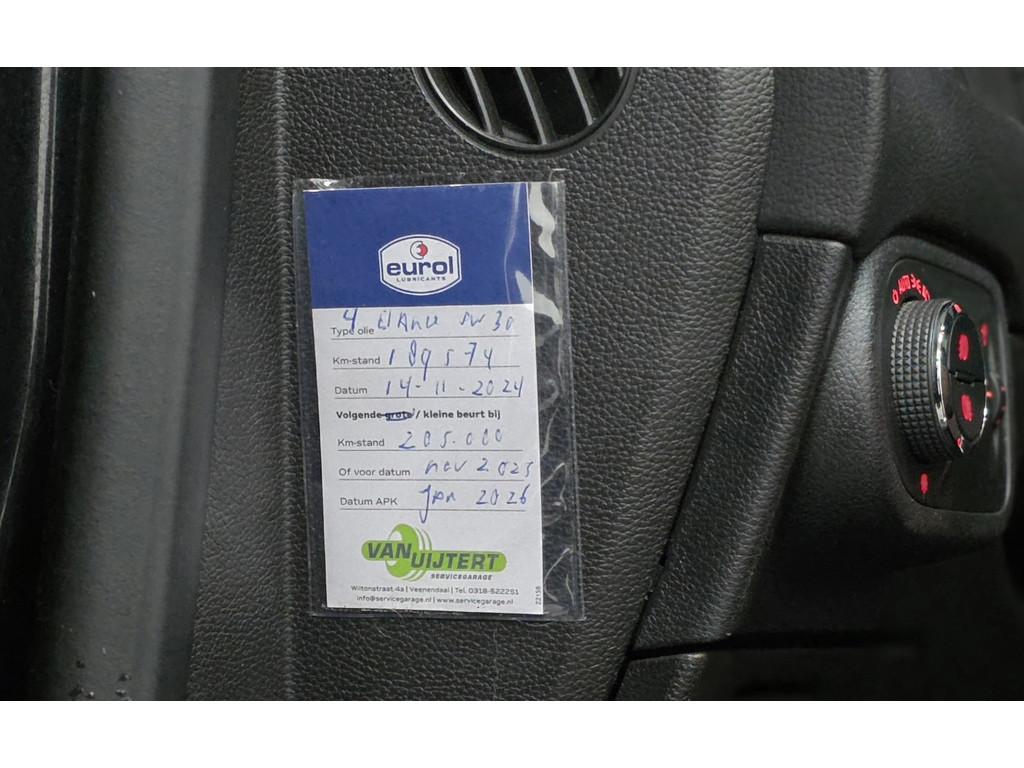 eurol
LUBRICANTS
Type olie 5W30
Km-stand 189574
Datum 14-11-2024
Volgende grote / kleine beurt bij
Km-stand 205.000
Of voor datum nov 2025
Datum APK Jan 2026
VAN UIJTERT
SERVICEGARAGE
Wiltonstraat 4a | Veenendaal | Tel. 0318-522251
info@servicegarage.nl | www.servicegarage.nl
22158
AUTO